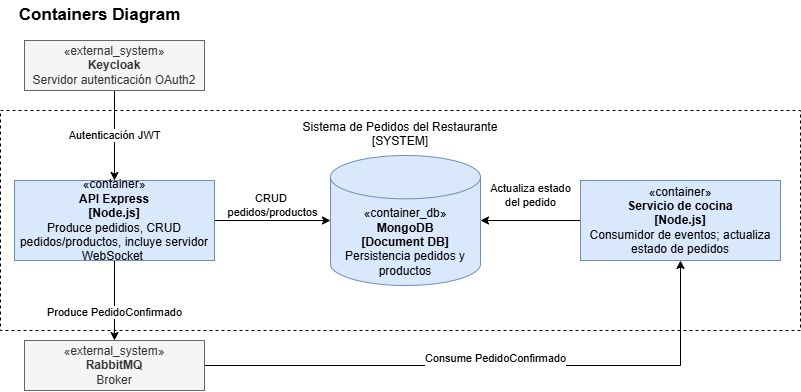 Containers Diagram
«external_system»
Keycloak
Servidor autenticación OAuth2
Autenticación JWT
Sistema de Pedidos del Restaurante
[SYSTEM]
«container»
API Express
[Node.js]
Produce pedidios, CRUD
pedidos/productos, incluye servidor
WebSocket
CRUD
pedidos/productos
«container_db»
MongoDB
[Document DB]
Persistencia pedidos y
productos
Actualiza estado
del pedido
«container»
Servicio de cocina
[Node.js]
Consumidor de eventos; actualiza
estado de pedidos
Produce PedidoConfirmado
«external_system»
RabbitMQ
Broker
Consume PedidoConfirmado